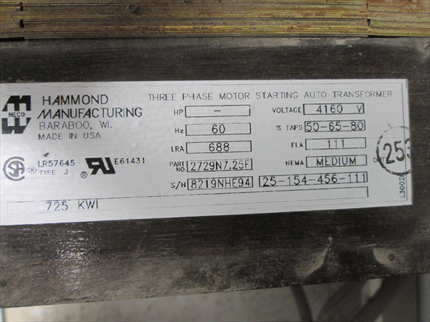 HAMMOND
MANUFACTURING
BARABOO, WI.
MADE IN USA
NECO
THREE PHASE MOTOR STARTING AUTO TRANSFORMER
HP - VOLTAGE 4160 V
Hz 60 % TAPS 50-65-80
LRA 688 FLA 111
PART NO. 2729N7.25F NEMA MEDIUM
S/N 8219NHE94 25-154-456-111
LR57645
TYPE J
E61431
253
725 KWI